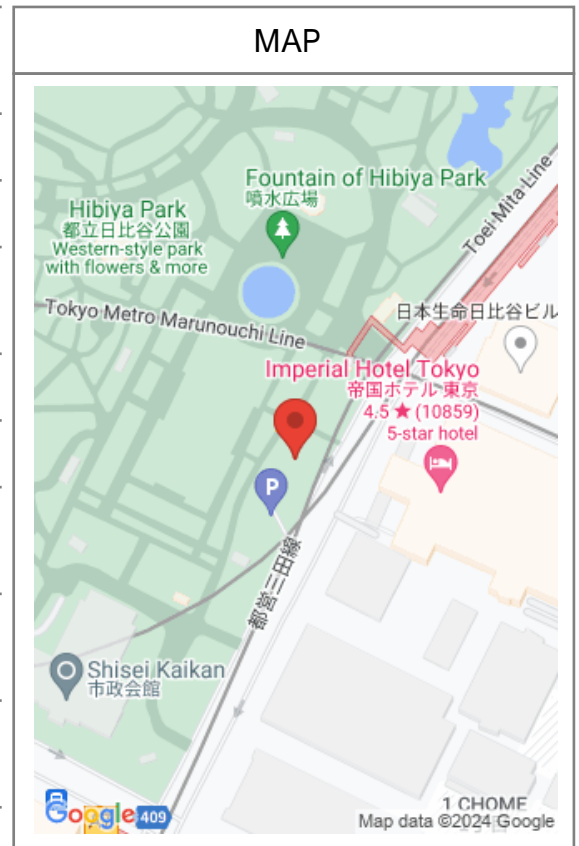 MAP
Fountain of Hibiya Park
噴水広場
Hibiya Park
都立日比谷公園
Western-style park
with flowers & more
Toei Mita Line
Tokyo Metro Marunouchi Line
日本生命日比谷ビル
Imperial Hotel Tokyo
帝国ホテル 東京
4.5 ★ (10859)
5-star hotel
P
都営三田線
Shisei Kaikan
市政会館
1 CHOME
Google
409
Map data ©2024 Google